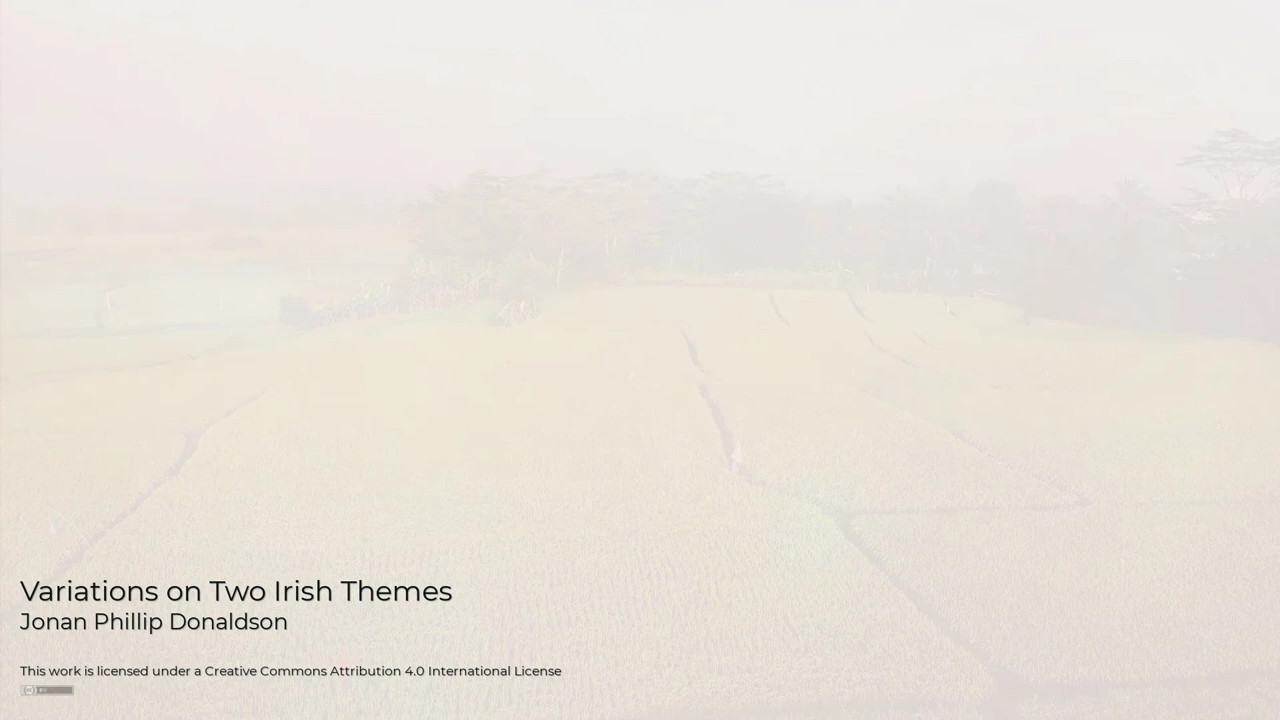 Variations on Two Irish Themes
Jonan Phillip Donaldson
This work is licensed under a Creative Commons Attribution 4.0 International License